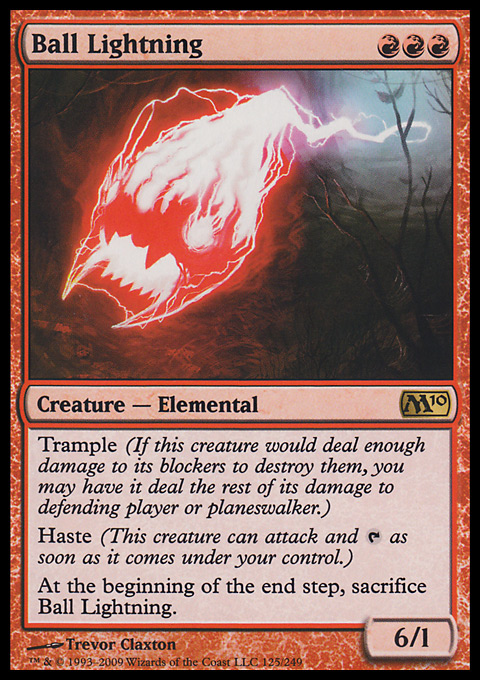 Ball Lightning
Creature — Elemental
M10
Trample (If this creature would deal enough
damage to its blockers to destroy them, you
may have it deal the rest of its damage to
defending player or planeswalker.)
Haste (This creature can attack and as
soon as it comes under your control.)
At the beginning of the end step, sacrifice
Ball Lightning.
Trevor Claxton
6/1
™ & © 1993–2009 Wizards of the Coast LLC 125/249